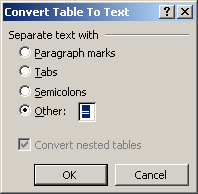 Convert Table To Text
Separate text with
Paragraph marks
Tabs
Semicolons
Other:
Convert nested tables
OK Cancel